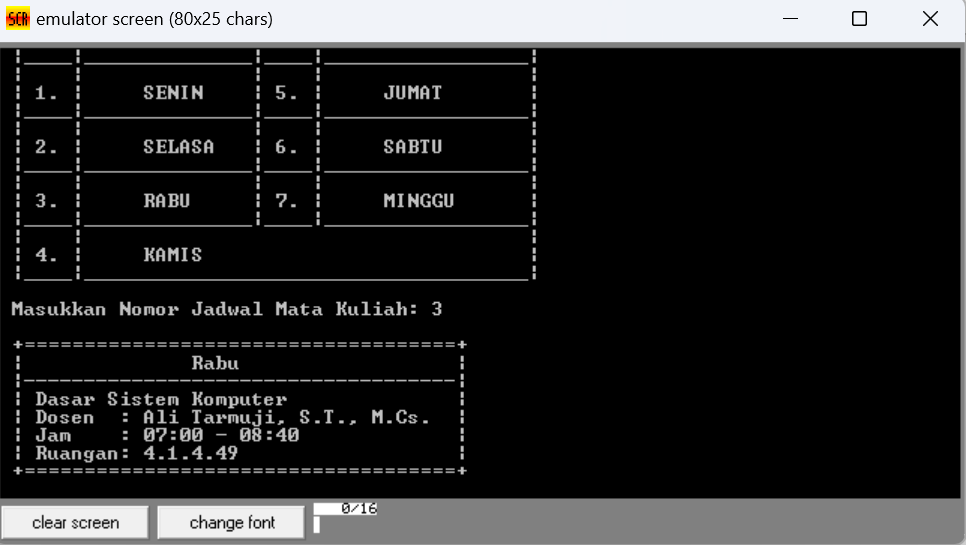 SCR emulator screen (80x25 chars)
1. SENIN 5. JUMAT
2. SELASA 6. SABTU
3. RABU 7. MINGGU
4. KAMIS
Masukkan Nomor Jadwal Mata Kuliah: 3
Rabu
Dasar Sistem Komputer
Dosen : Ali Tarmuji, S.T., M.Cs.
Jam : 07:00 - 08:40
Ruangan: 4.1.4.49
clear screen change font 0/16